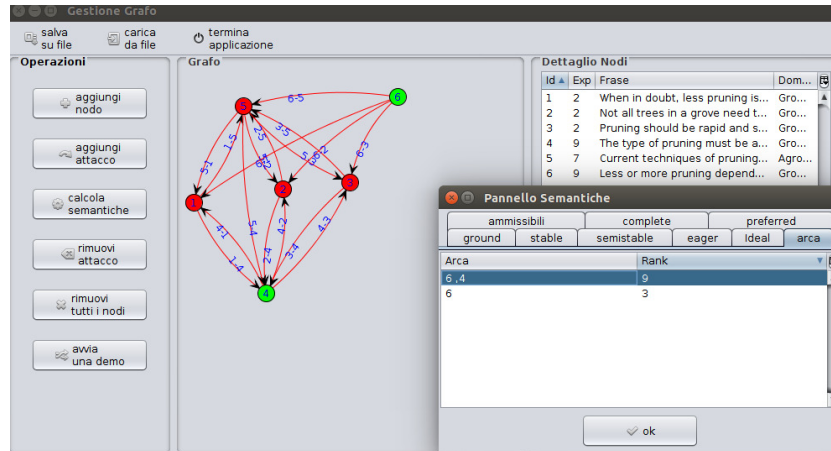 Gestione Grafo
salva
su file
carica
da file
termina
applicazione
Operazioni
aggiungi
nodo
aggiungi
attacco
calcola
semantiche
rimuovi
attacco
rimuovi
tutti i nodi
avvia
una demo
Grafo
5
6
1
2
3
4
6-5
1-5
2-5
3-5
6-3
5-1
4-1
1-4
5-4
2-4
4-2
3-4
4-3
Dettaglio Nodi
Id Exp Frase Dom...
1 2 When in doubt, less pruning is... Gro...
2 2 Not all trees in a grove need t... Gro...
3 2 Pruning should be rapid and s... Gro...
4 9 The type of pruning must be a... Gro...
5 7 Current techniques of pruning... Agro...
6 9 Less or more pruning depend... Gro...
Pannello Semantiche
ammissibili complete preferred
ground stable semistable eager Ideal arca
Arca Rank
6 ,4 9
6 3
ok